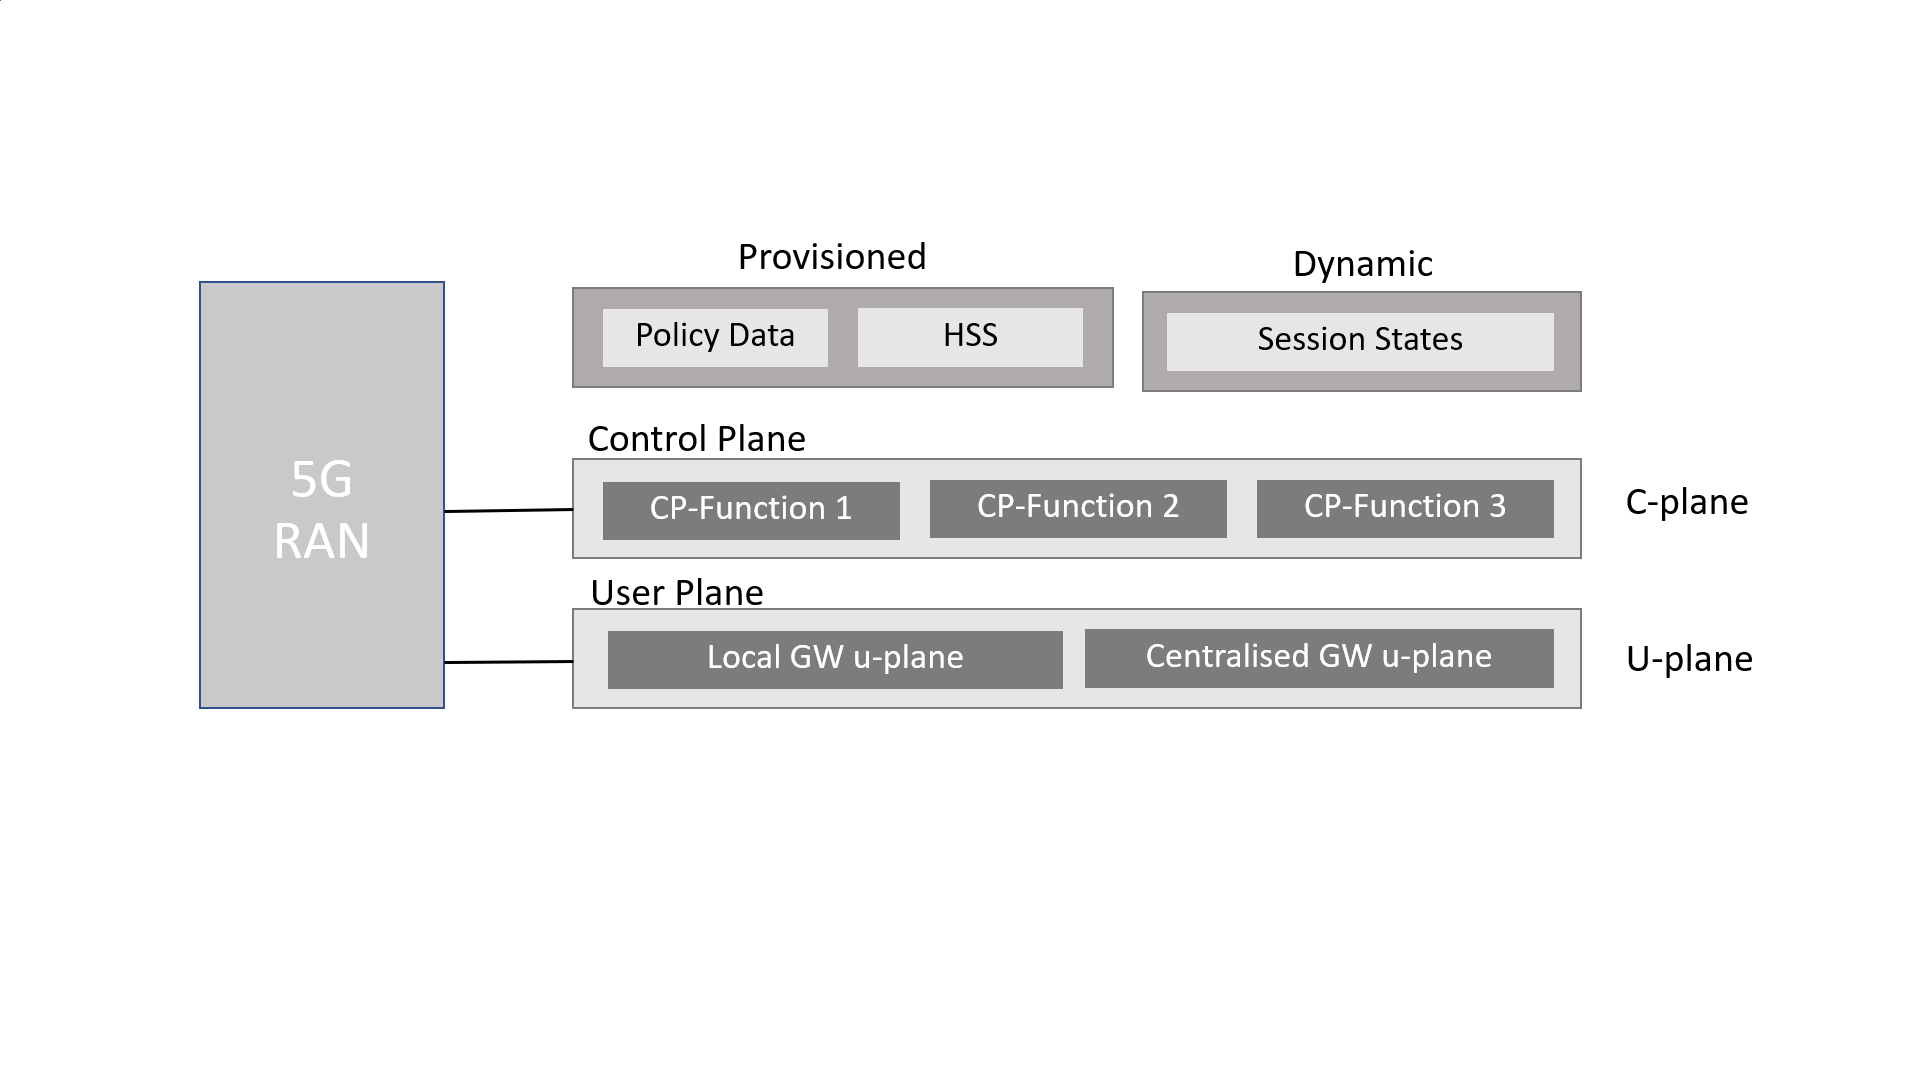 Provisioned
Dynamic
Policy Data
HSS
Session States
Control Plane
5G
RAN
CP-Function 1
CP-Function 2
CP-Function 3
C-plane
User Plane
Local GW u-plane
Centralised GW u-plane
U-plane